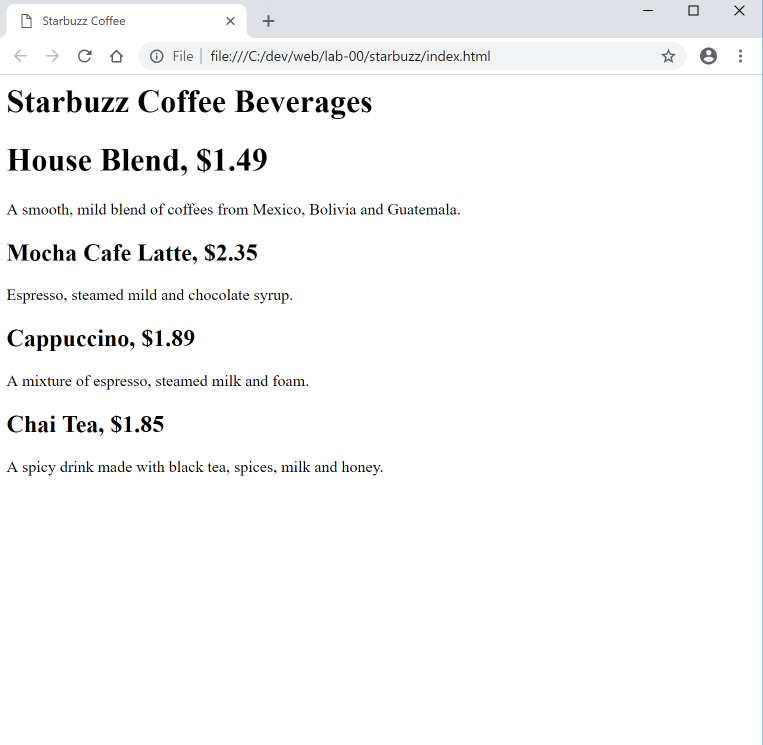 Starbuzz Coffee
File file:///C:/dev/web/lab-00/starbuzz/index.html
Starbuzz Coffee Beverages
House Blend, $1.49
A smooth, mild blend of coffees from Mexico, Bolivia and Guatemala.
Mocha Cafe Latte, $2.35
Espresso, steamed mild and chocolate syrup.
Cappuccino, $1.89
A mixture of espresso, steamed milk and foam.
Chai Tea, $1.85
A spicy drink made with black tea, spices, milk and honey.